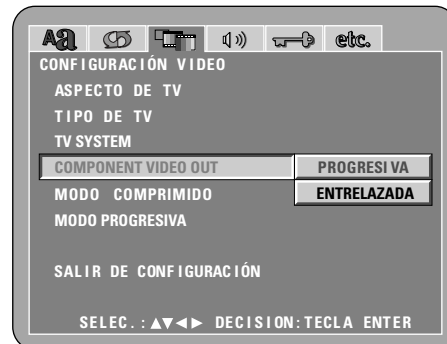 Aa etc.
CONFIGURACIÓN VIDEO
ASPECTO DE TV
TIPO DE TV
TV SYSTEM
COMPONENT VIDEO OUT PROGRESIVA
MODO COMPRIMIDO ENTRELAZADA
MODO PROGRESIVA
SALIR DE CONFIGURACIÓN
SELEC.:▲▼◄► DECISION:TECLA ENTER